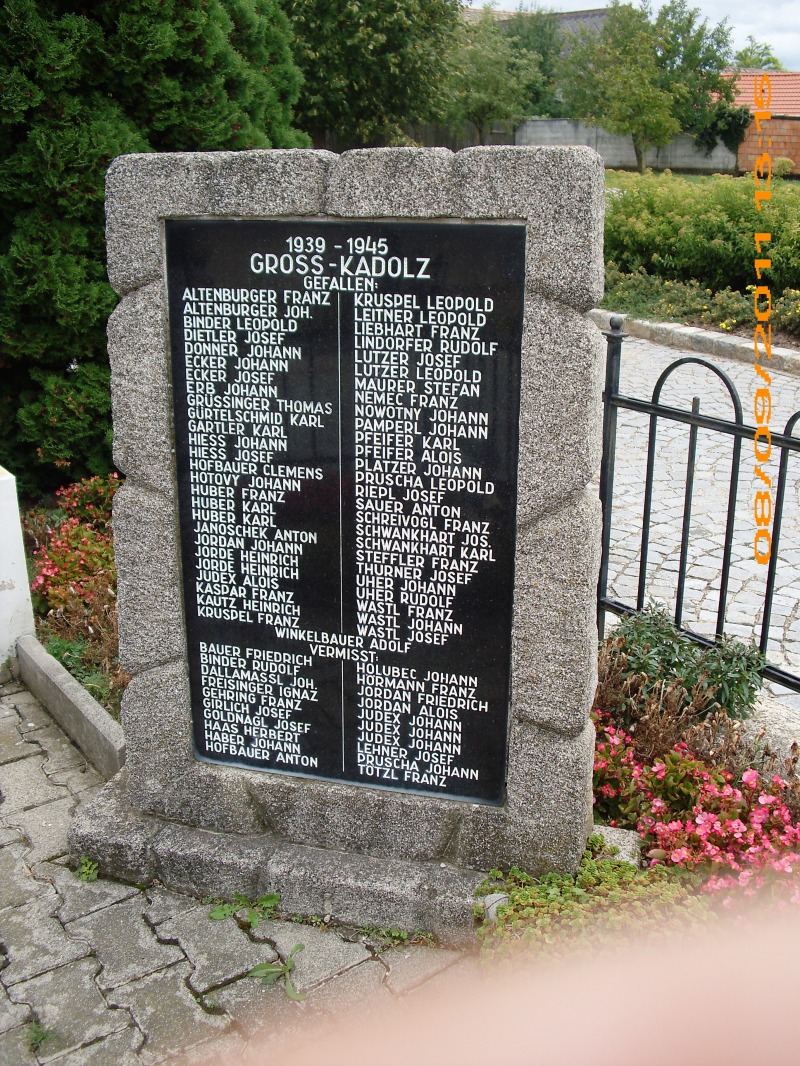 1939 - 1945
GROSS-KADOLZ
GEFALLEN:
ALTENBURGER FRANZ
ALTENBURGER JOH.
BINDER LEOPOLD
DIETLER JOSEF
DONNER JOHANN
ECKER JOHANN
ECKER JOSEF
ERB JOHANN
GRÜSSINGER THOMAS
GÜRTELSCHMID KARL
GARTLER KARL
HIESS JOHANN
HIESS JOSEF
HOFBAUER CLEMENS
HOTOVY JOHANN
HUBER FRANZ
HUBER KARL
HUBER KARL
JANOSCHEK ANTON
JORDAN JOHANN
JORDE HEINRICH
JORDE HEINRICH
JUDEX ALOIS
KASPAR FRANZ
KAUTZ HEINRICH
KRUSPEL FRANZ
KRUSPEL LEOPOLD
LEITNER LEOPOLD
LIEBHART FRANZ
LINDORFER RUDOLF
LUTZER JOSEF
LUTZER LEOPOLD
MAURER STEFAN
NEMEC FRANZ
NOWOTNY JOHANN
PAMPERL JOHANN
PFEIFER KARL
PFEIFER ALOIS
PLATZER JOHANN
PRUSCHA LEOPOLD
RIEPL JOSEF
SAUER ANTON
SCHREIVOGL FRANZ
SCHWANKHART JOS.
SCHWANKHART KARL
STEFFLER FRANZ
THURNER JOSEF
UHER JOHANN
UHER RUDOLF
WASTL FRANZ
WASTL JOHANN
WASTL JOSEF
WINKELBAUER ADOLF
VERMISST:
BAUER FRIEDRICH
BINDER RUDOLF
DALLAMASSL JOH.
FREISINGER IGNAZ
GEHRING FRANZ
GIRLICH JOSEF
GOLDNAGL JOSEF
HAAS HERBERT
HABER JOHANN
HOFBAUER ANTON
HOLUBEC JOHANN
HÖRMANN FRANZ
JORDAN FRIEDRICH
JORDAN ALOIS
JUDEX JOHANN
JUDEX JOHANN
JUDEX JOHANN
LEHNER JOSEF
PRUSCHA JOHANN
TÖTZL FRANZ
08/09/2011 13:15